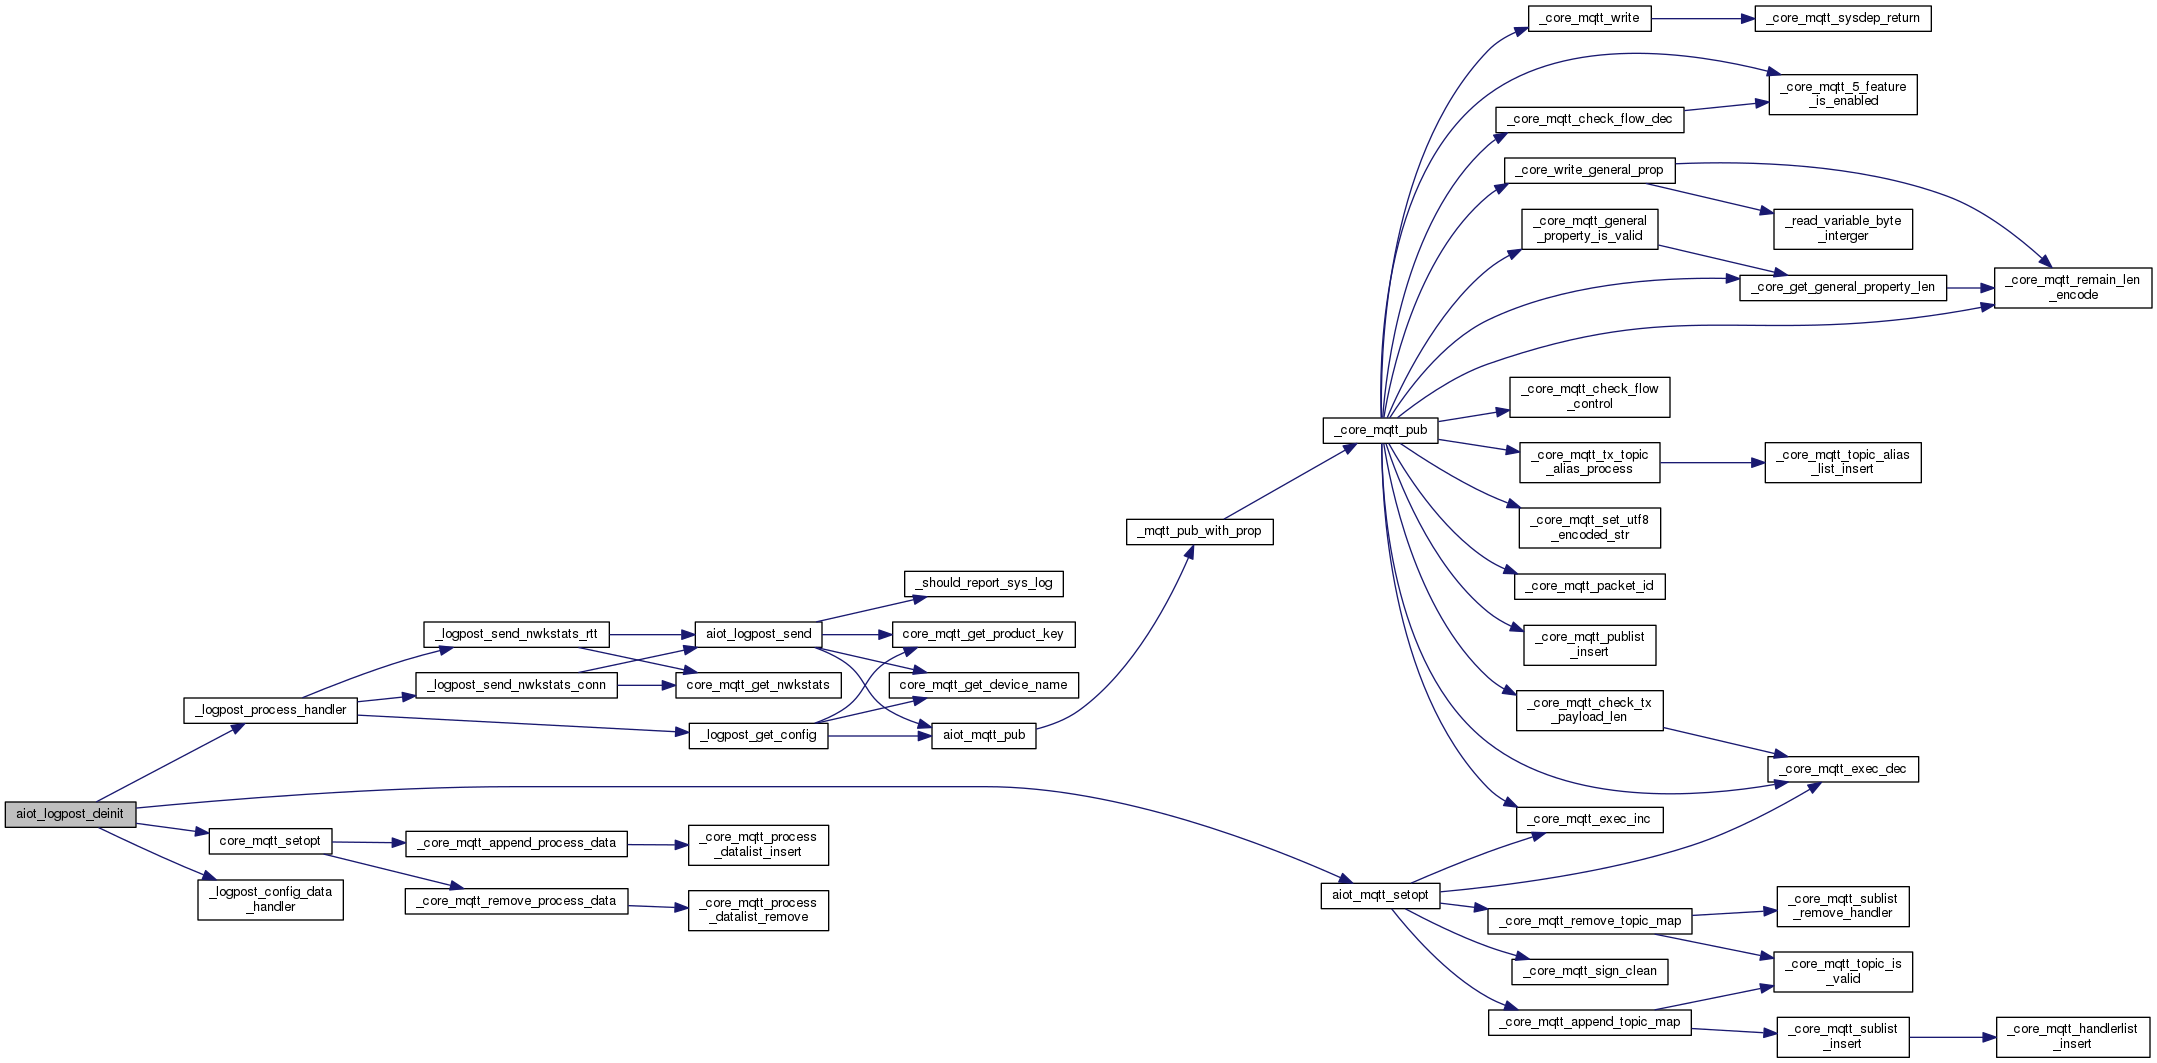 _core_mqtt_write
_core_mqtt_sysdep_return
_core_mqtt_5_feature
_is_enabled
_core_mqtt_check_flow_dec
_core_write_general_prop
_core_mqtt_general
_property_is_valid
_read_variable_byte
_interger
_core_get_general_property_len
_core_mqtt_remain_len
_encode
_core_mqtt_check_flow
_control
_core_mqtt_pub
_core_mqtt_tx_topic
_alias_process
_core_mqtt_topic_alias
_list_insert
_mqtt_pub_with_prop
_core_mqtt_set_utf8
_encoded_str
_core_mqtt_packet_id
_should_report_sys_log
_logpost_send_nwkstats_rtt
aiot_logpost_send
core_mqtt_get_product_key
_core_mqtt_publist
_insert
_logpost_send_nwkstats_conn
core_mqtt_get_nwkstats
core_mqtt_get_device_name
_logpost_process_handler
_logpost_get_config
aiot_mqtt_pub
_core_mqtt_check_tx
_payload_len
_core_mqtt_exec_dec
aiot_logpost_deinit
_core_mqtt_exec_inc
core_mqtt_setopt
_core_mqtt_append_process_data
_core_mqtt_process
_datalist_insert
_logpost_config_data
_handler
_core_mqtt_remove_process_data
_core_mqtt_process
_datalist_remove
aiot_mqtt_setopt
_core_mqtt_remove_topic_map
_core_mqtt_sublist
_remove_handler
_core_mqtt_sign_clean
_core_mqtt_topic_is
_valid
_core_mqtt_append_topic_map
_core_mqtt_sublist
_insert
_core_mqtt_handlerlist
_insert